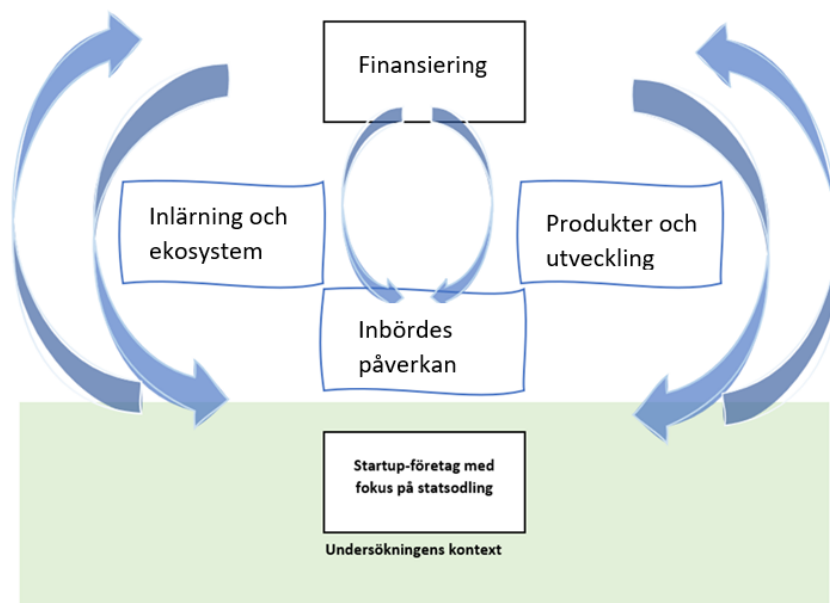 Finansiering
Inlärning och
ekosystem
Produkter och
utveckling
Inbördes
påverkan
Startup-företag med
fokus på statsodling
Undersökningens kontext